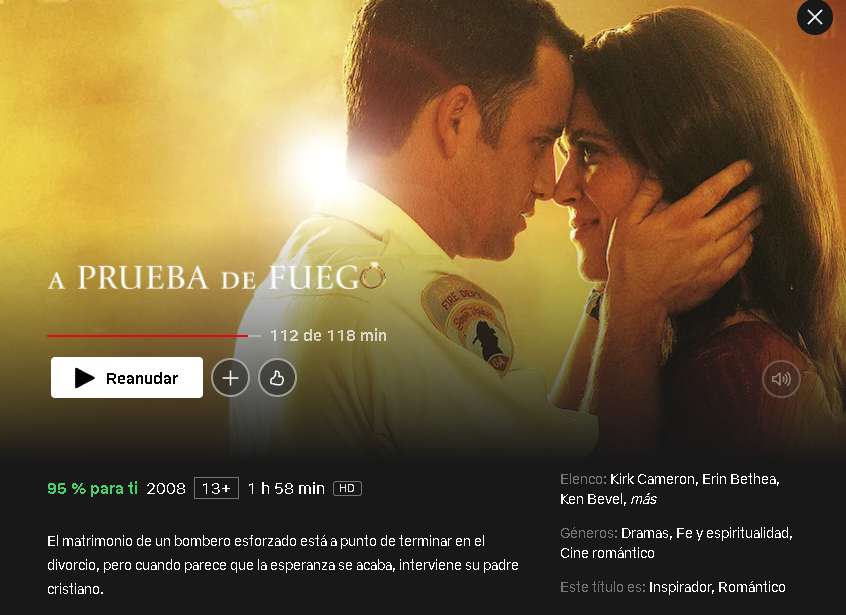 A PRUEBA DE FUEGO
FIRE DEPT
GA
112 de 118 min
Reanudar
95 % para ti 2008 13+ 1 h 58 min HD
El matrimonio de un bombero esforzado está a punto de terminar en el
divorcio, pero cuando parece que la esperanza se acaba, interviene su padre
cristiano.
Elenco: Kirk Cameron, Erin Bethea,
Ken Bevel, más
Géneros: Dramas, Fe y espiritualidad,
Cine romántico
Este título es: Inspirador, Romántico